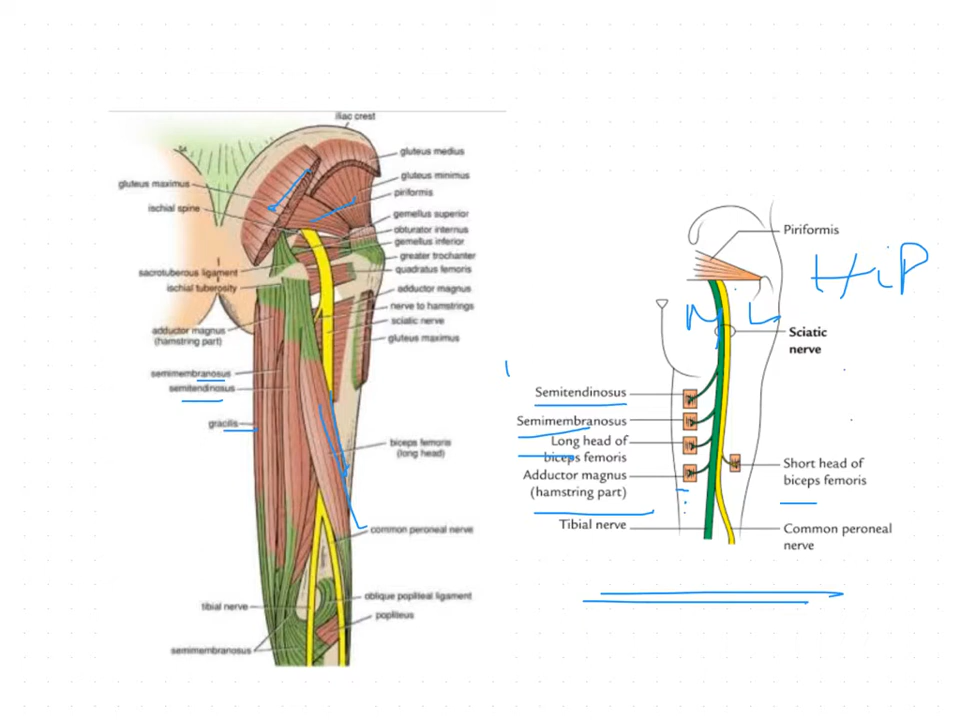 iliac crest
gluteus medius
gluteus minimus
piriformis
gemellus superior
obturator internus
gemellus inferior
greater trochanter
quadratus femoris
adductor magnus
nerve to hamstrings
sciatic nerve
gluteus maximus
biceps femoris
(long head)
common peroneal nerve
oblique popliteal ligament
popliteus
gluteus maximus
ischial spine
sacrotuberous ligament
ischial tuberosity
adductor magnus
(hamstring part)
semimembranosus
semitendinosus
gracilis
tibial nerve
semimembranosus
Piriformis
HiP
M L
Sciatic
nerve
Semitendinosus
Semimembranosus
Long head of
biceps femoris
Adductor magnus
(hamstring part)
Tibial nerve
Short head of
biceps femoris
Common peroneal
nerve